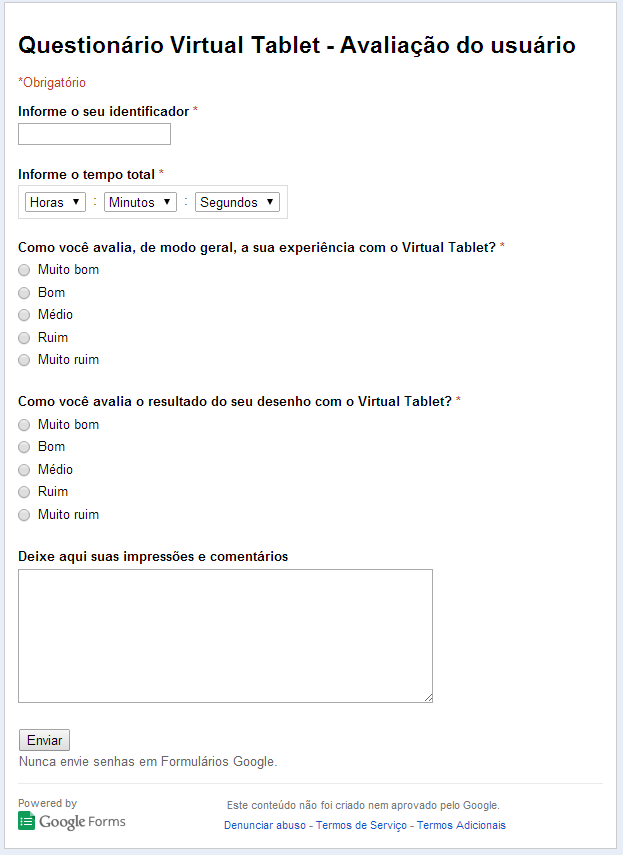 Questionário Virtual Tablet - Avaliação do usuário
*Obrigatório
Informe o seu identificador *
Informe o tempo total *
Horas : Minutos : Segundos
Como você avalia, de modo geral, a sua experiência com o Virtual Tablet? *
Muito bom
Bom
Médio
Ruim
Muito ruim
Como você avalia o resultado do seu desenho com o Virtual Tablet? *
Muito bom
Bom
Médio
Ruim
Muito ruim
Deixe aqui suas impressões e comentários
Enviar
Nunca envie senhas em Formulários Google.
Powered by
Google Forms
Este conteúdo não foi criado nem aprovado pelo Google.
Denunciar abuso - Termos de Serviço - Termos Adicionais